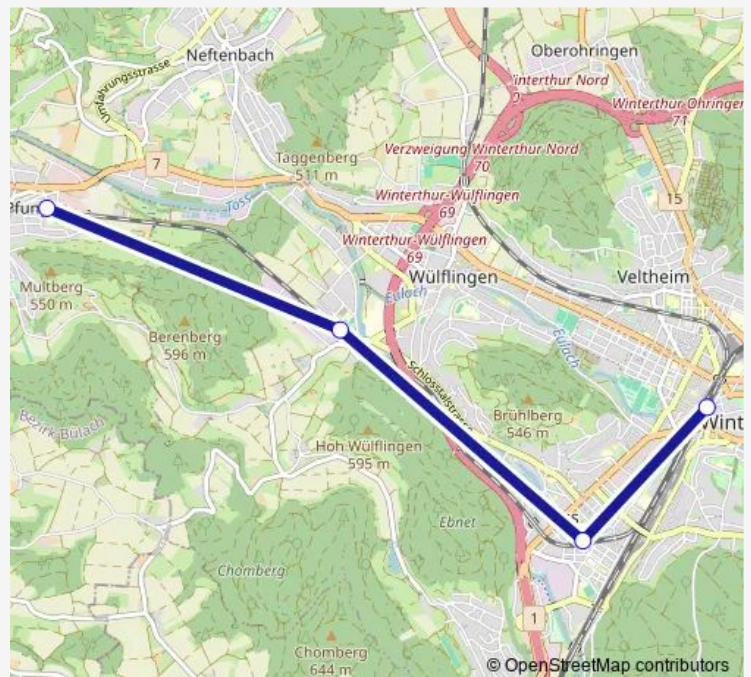 Neftenbach
Oberohringen
Umfahrungsstrasse
Winterthur Ohringen
71
Verzweigung Winterthur Nord
70
Taggenberg
511 m
7
15
Winterthur-Wülflingen
69
Töss
Pfun
Winterthur-Wülflingen
69
Wülflingen
Veltheim
Multberg
550 m
Eulach
Berenberg
596 m
Eulach
Schlosstalstrasse
Bezirk Bülach
Brühlberg
546 m
Wint
Hoh Wülflingen
595 m
Ebnet
Chomberg
1
Chomberg
644 m
© OpenStreetMap contributors